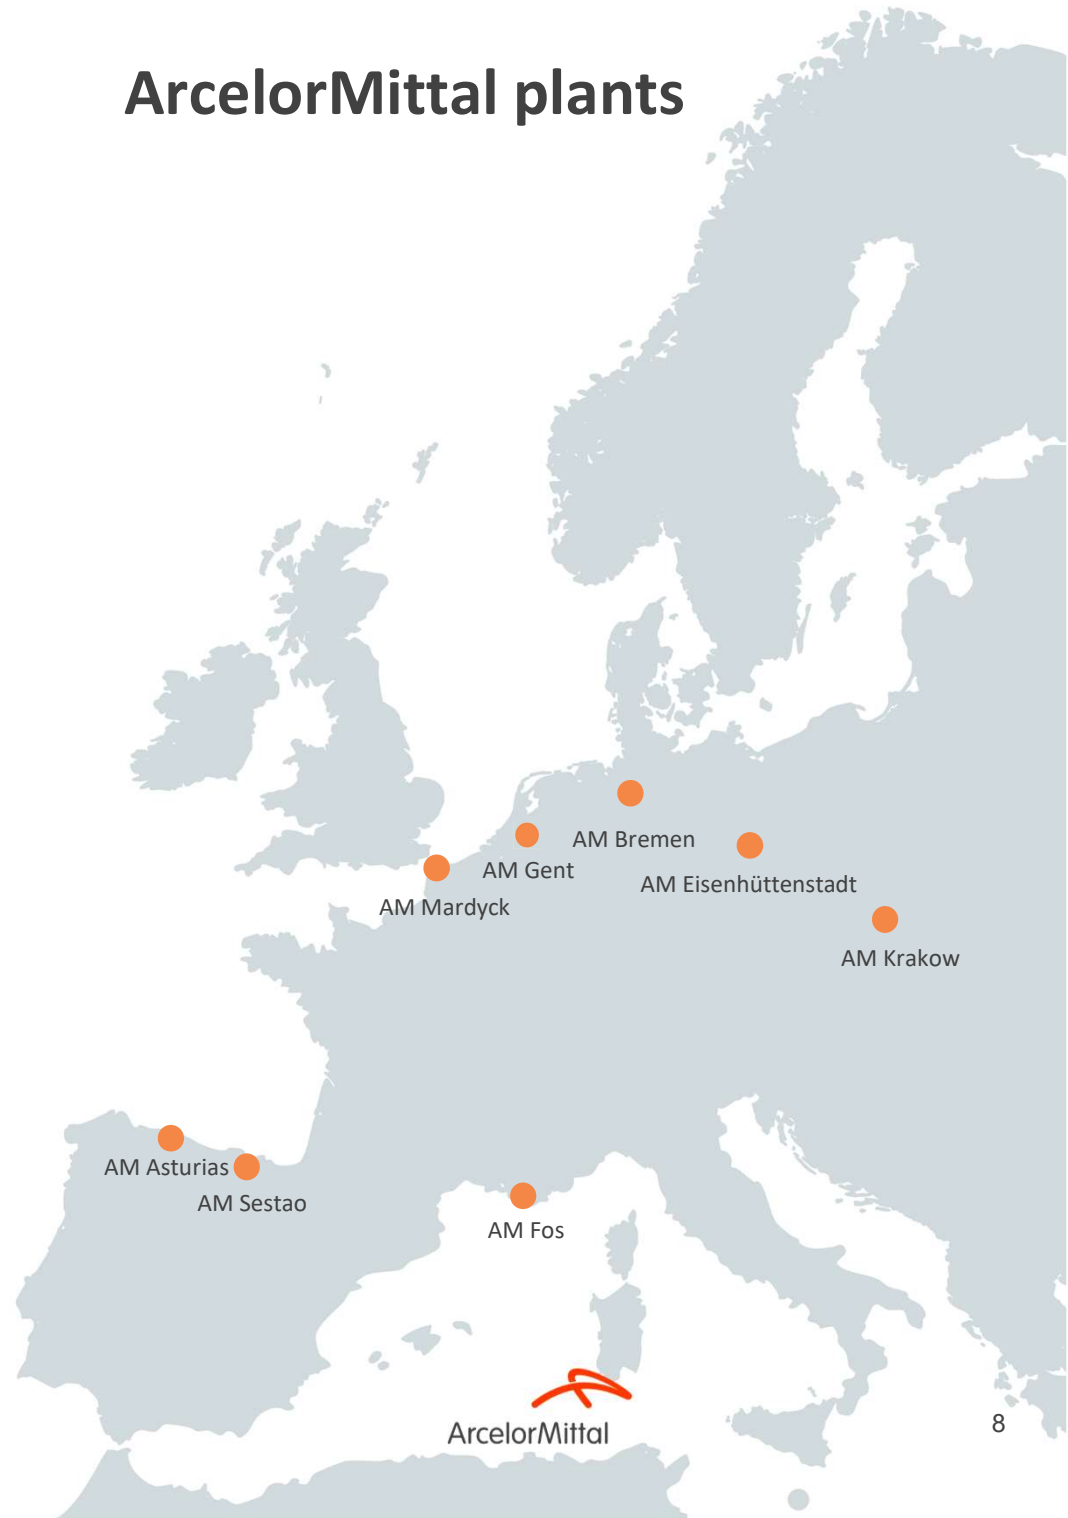 ArcelorMittal plants
AM Bremen
AM Gent
AM Eisenhüttenstadt
AM Mardyck
AM Krakow
AM Asturias
AM Sestao
AM Fos
ArcelorMittal
8